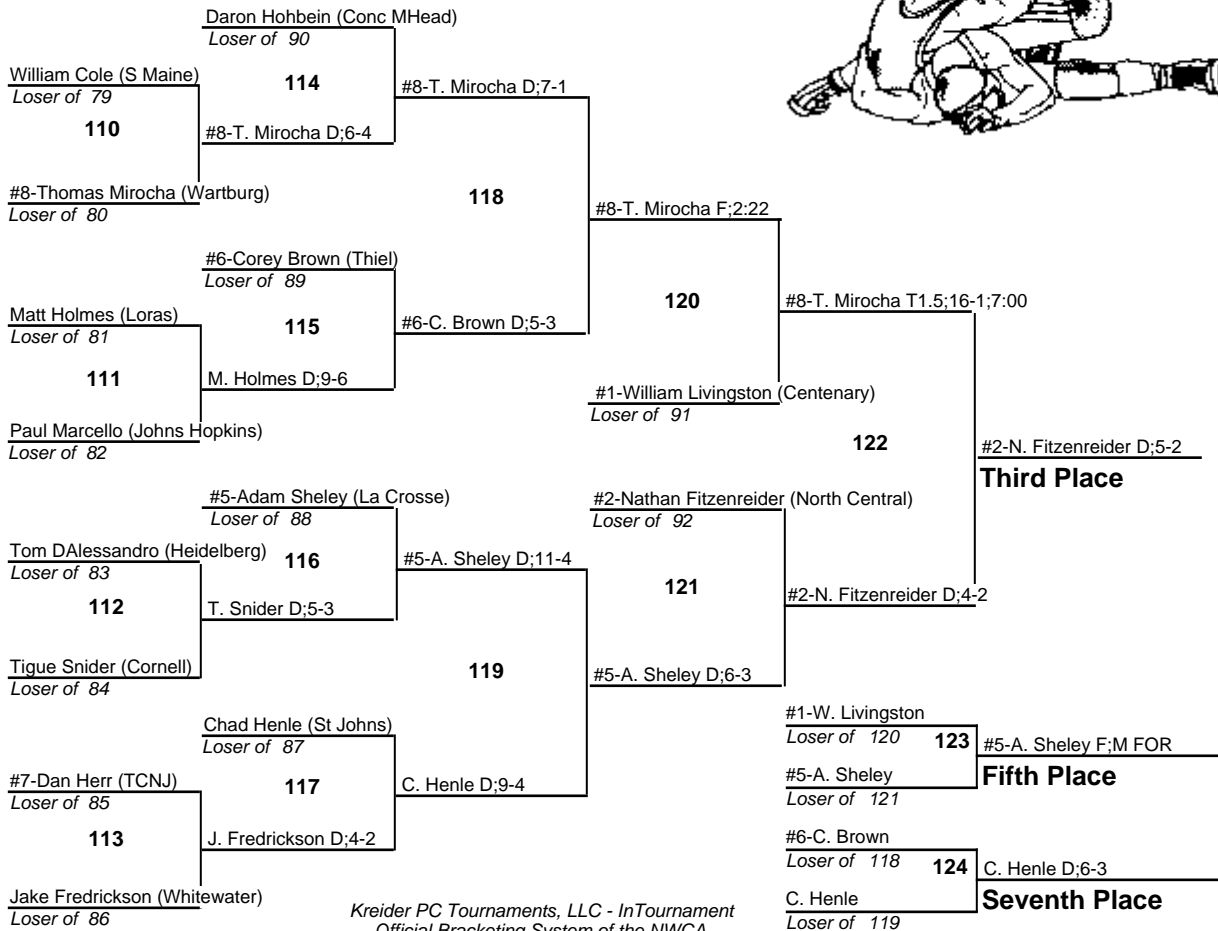 Daron Hohbein (Conc MHead)
Loser of 90
William Cole (S Maine)
Loser of 79
114
#8-T. Mirocha D;7-1
110
#8-T. Mirocha D;6-4
#8-Thomas Mirocha (Wartburg)
Loser of 80
118
#8-T. Mirocha F;2:22
#6-Corey Brown (Thiel)
Loser of 89
Matt Holmes (Loras)
Loser of 81
115
#6-C. Brown D;5-3
120
#8-T. Mirocha T1.5;16-1;7:00
111
M. Holmes D;9-6
#1-William Livingston (Centenary)
Loser of 91
Paul Marcello (Johns Hopkins)
Loser of 82
122
#2-N. Fitzenreider D;5-2
Third Place
#5-Adam Sheley (La Crosse)
Loser of 88
#2-Nathan Fitzenreider (North Central)
Loser of 92
Tom DAlessandro (Heidelberg)
Loser of 83
116
#5-A. Sheley D;11-4
121
#2-N. Fitzenreider D;4-2
112
T. Snider D;5-3
Tigue Snider (Cornell)
Loser of 84
119
#5-A. Sheley D;6-3
Chad Henle (St Johns)
Loser of 87
#1-W. Livingston
Loser of 120
123
#5-A. Sheley F;M FOR
Fifth Place
#7-Dan Herr (TCNJ)
Loser of 85
117
C. Henle D;9-4
#5-A. Sheley
Loser of 121
113
J. Fredrickson D;4-2
#6-C. Brown
Loser of 118
124
C. Henle D;6-3
Seventh Place
Jake Fredrickson (Whitewater)
Loser of 86
C. Henle
Loser of 119
Kreider PC Tournaments, LLC - InTournament
Official Bracketing System of the NWCA